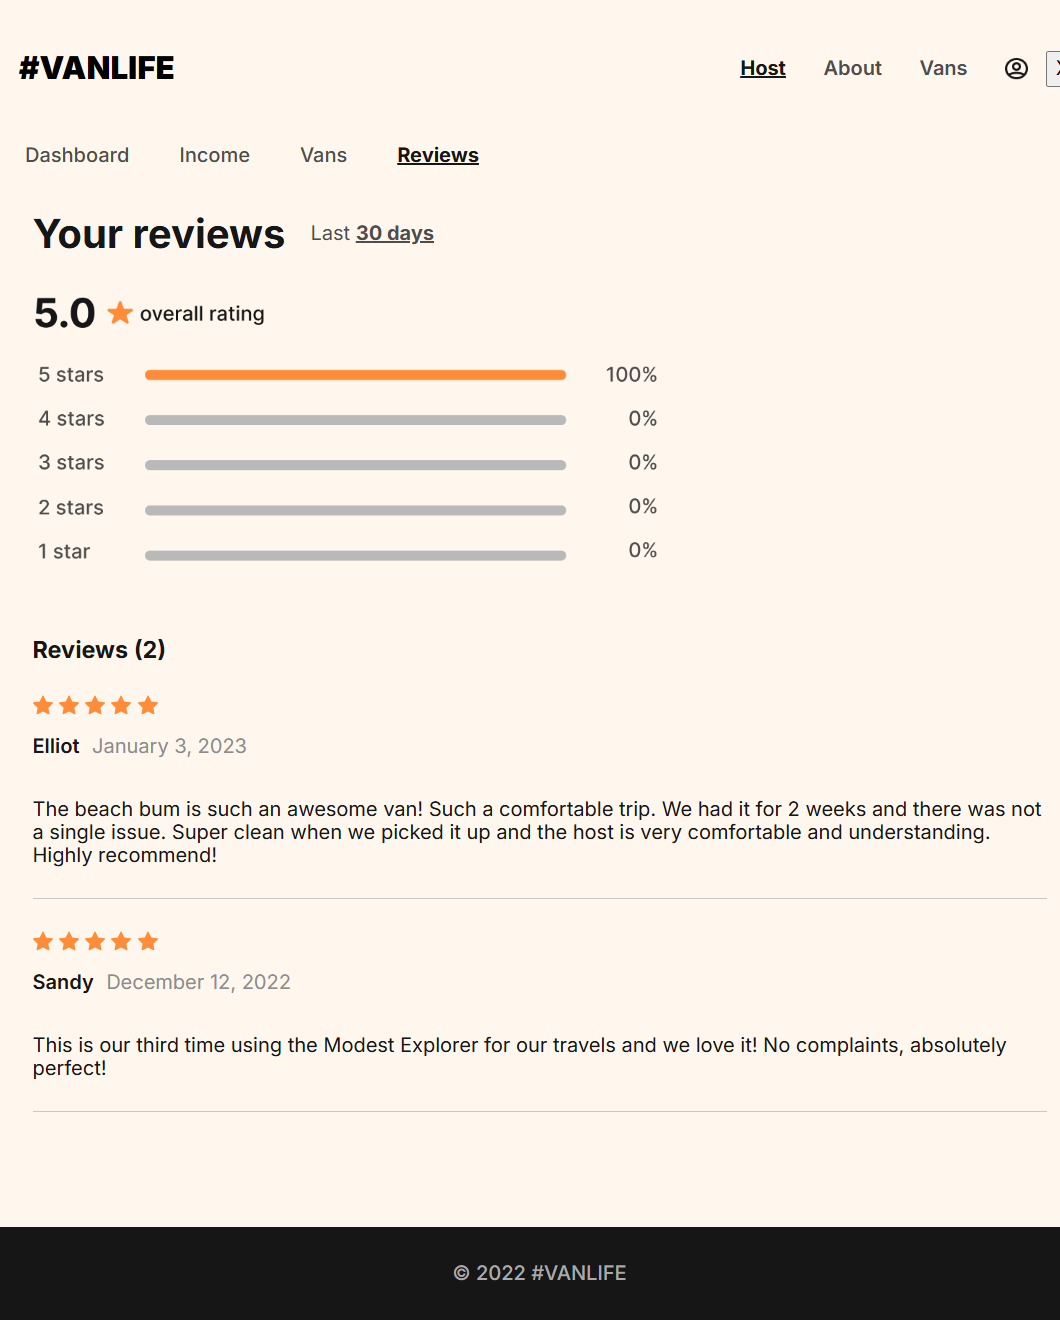 #VANLIFE
Host About Vans X
Dashboard Income Vans Reviews
Your reviews Last 30 days
5.0 overall rating
5 stars 100%
4 stars 0%
3 stars 0%
2 stars 0%
1 star 0%
Reviews (2)
Elliot January 3, 2023
The beach bum is such an awesome van! Such a comfortable trip. We had it for 2 weeks and there was not
a single issue. Super clean when we picked it up and the host is very comfortable and understanding.
Highly recommend!
Sandy December 12, 2022
This is our third time using the Modest Explorer for our travels and we love it! No complaints, absolutely
perfect!
© 2022 #VANLIFE